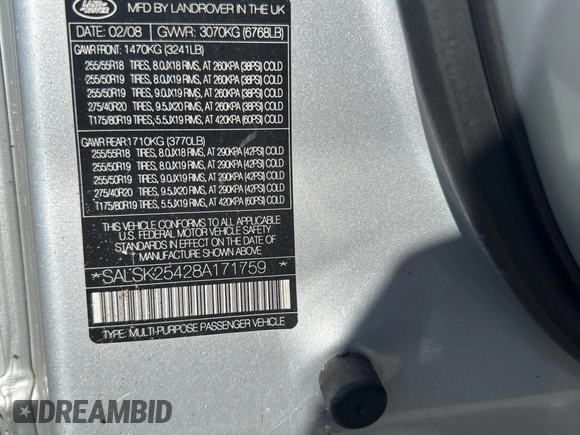 LAND ROVER
MFD BY LANDROVER IN THE UK
DATE: 02/08 GVWR: 3070KG (6768LB)
GAWR FRONT: 1470KG (3241LB)
255/55R18 TIRES, 8.0JX18 RIMS, AT 260KPA (38PSI) COLD
255/50R19 TIRES, 8.0JX19 RIMS, AT 260KPA (38PSI) COLD
255/50R19 TIRES, 9.0JX19 RIMS, AT 260KPA (38PSI) COLD
275/40R20 TIRES, 9.5JX20 RIMS, AT 260KPA (38PSI) COLD
T175/80R19 TIRES, 5.5JX19 RIMS, AT 420KPA (60PSI) COLD
GAWR REAR: 1710KG (3770LB)
255/55R18 TIRES, 8.0JX18 RIMS, AT 290KPA (42PSI) COLD
255/50R19 TIRES, 8.0JX19 RIMS, AT 290KPA (42PSI) COLD
255/50R19 TIRES, 9.0JX19 RIMS, AT 290KPA (42PSI) COLD
275/40R20 TIRES, 9.5JX20 RIMS, AT 290KPA (42PSI) COLD
T175/80R19 TIRES, 5.5JX19 RIMS, AT 420KPA (60PSI) COLD
THIS VEHICLE CONFORMS TO ALL APPLICABLE
U.S. FEDERAL MOTOR VEHICLE SAFETY
STANDARDS IN EFFECT ON THE DATE OF
MANUFACTURE SHOWN ABOVE.
*SALSK25428A171759*
TYPE: MULTI-PURPOSE PASSENGER VEHICLE
DREAMBID